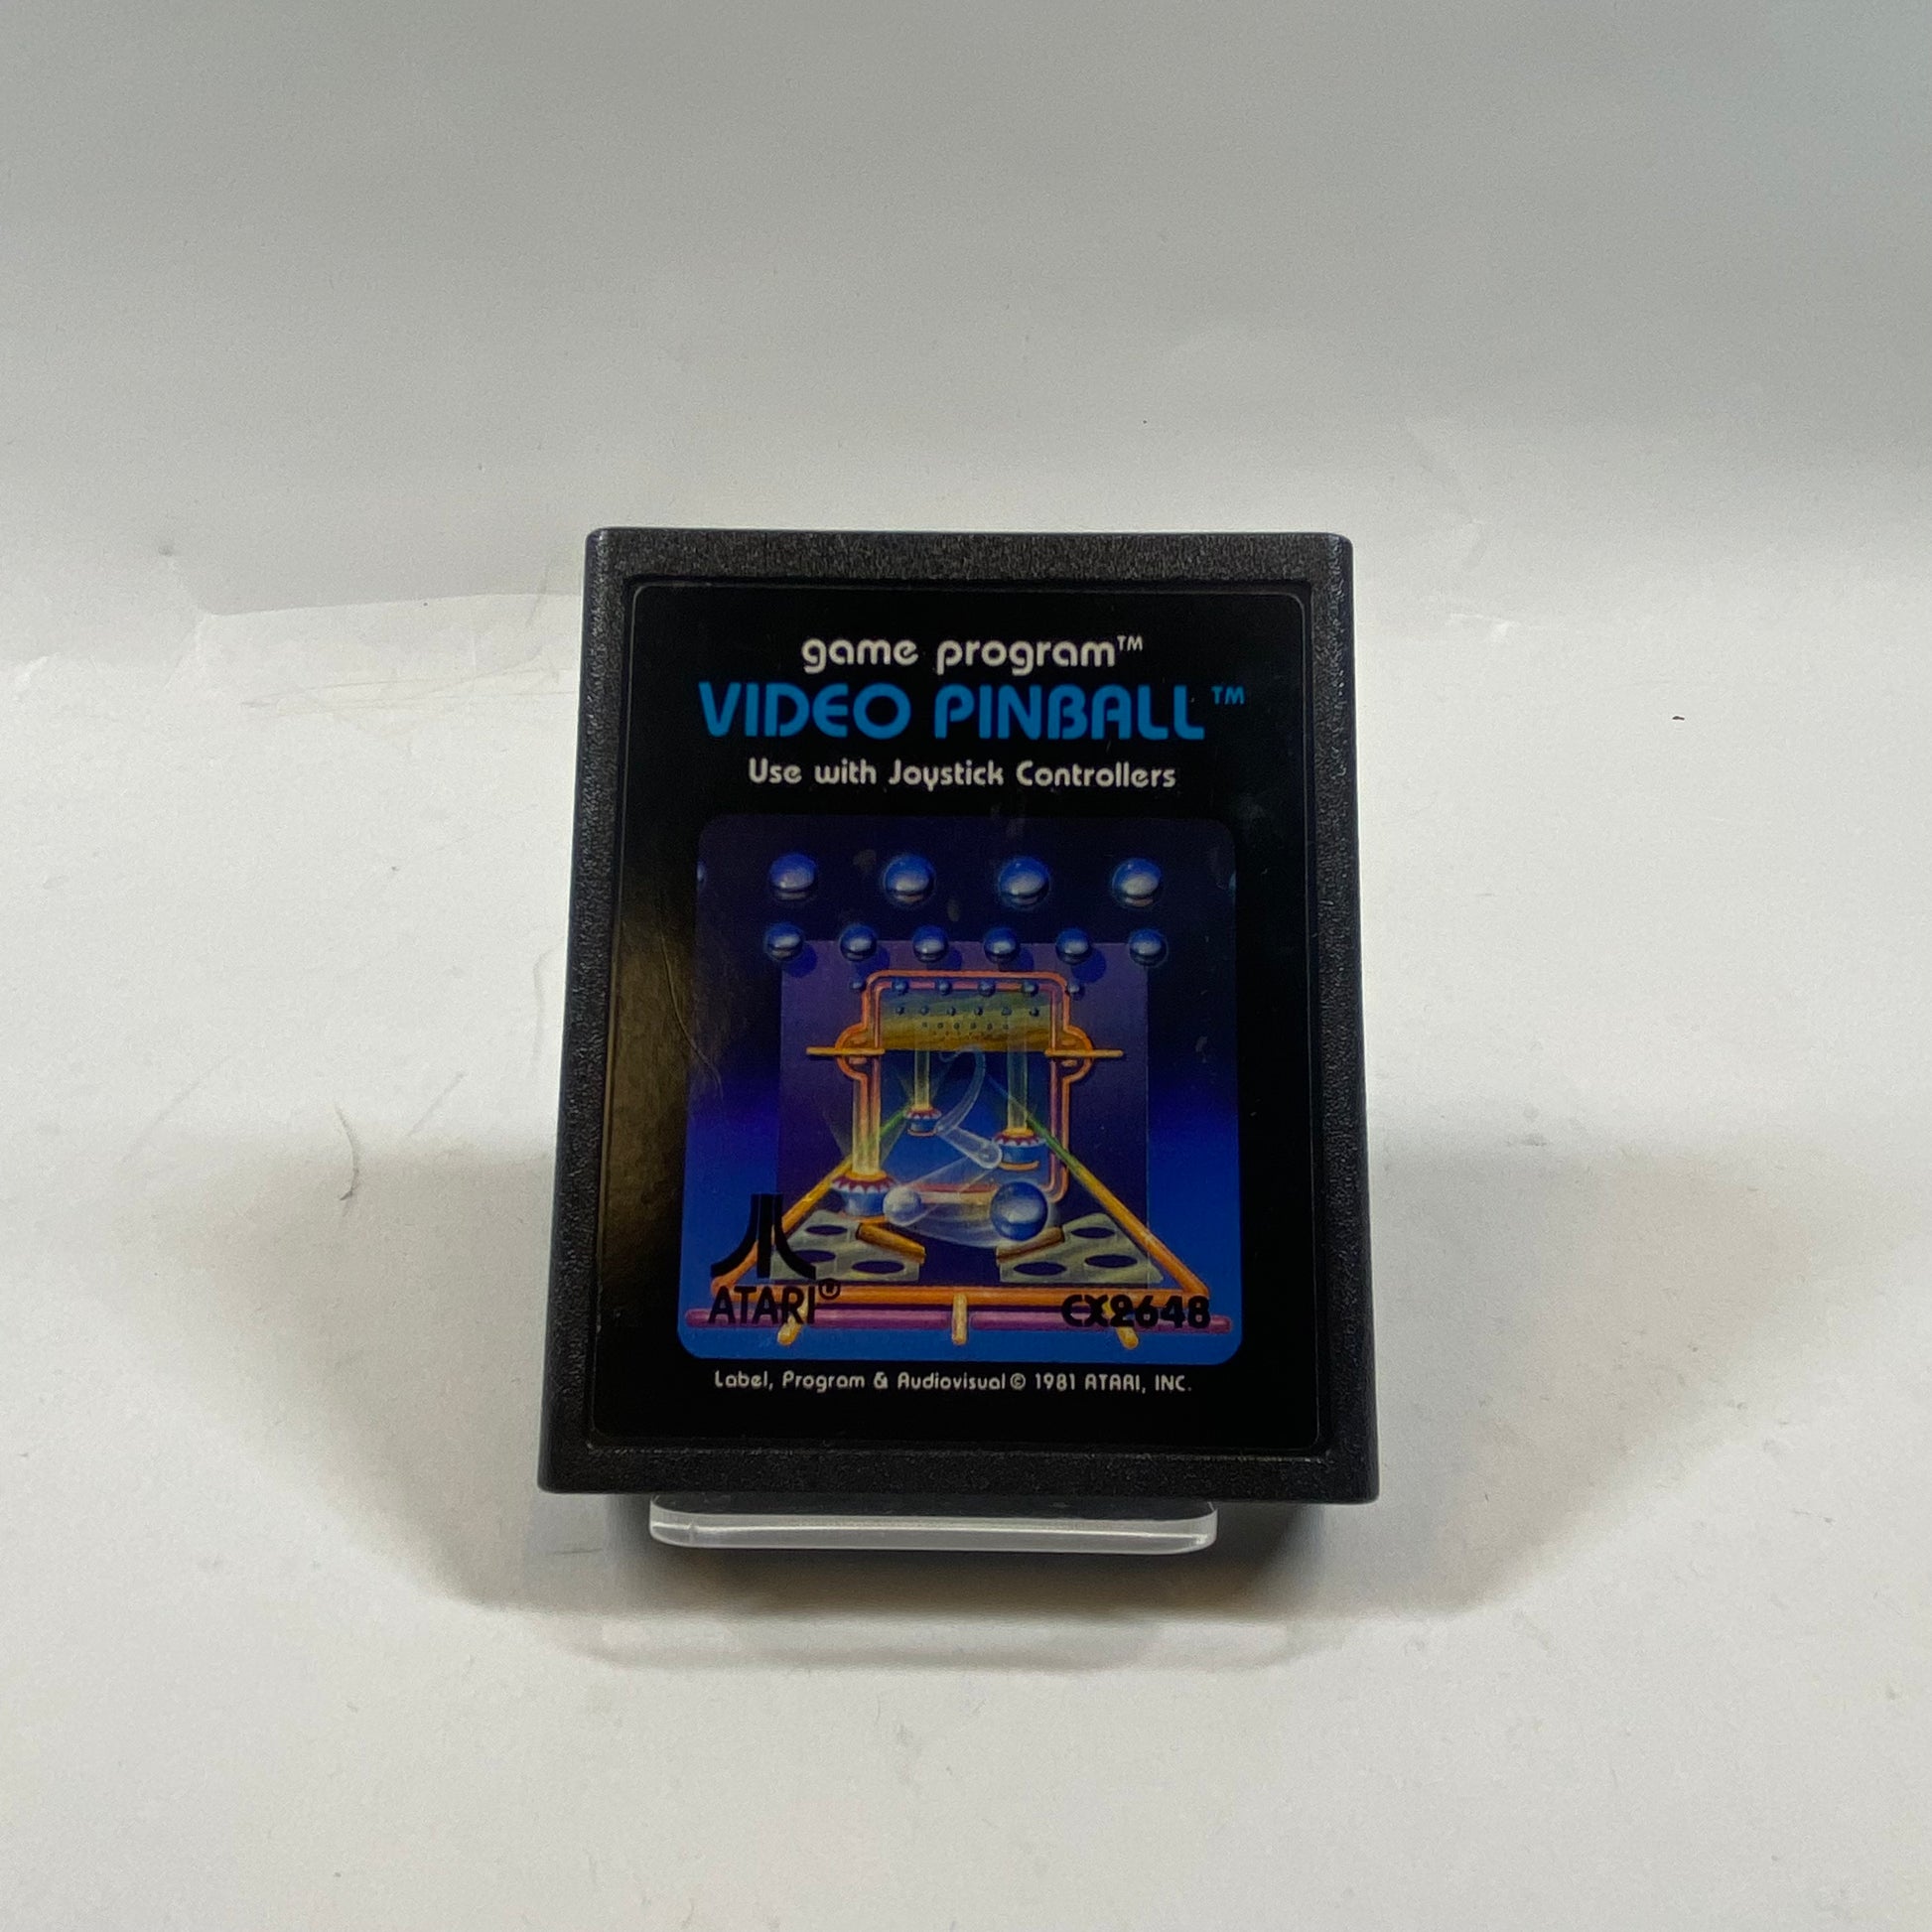 game program™
VIDEO PINBALL™
Use with Joystick Controllers
ATARI®
CX2648
Label, Program & Audiovisual © 1981 ATARI, INC.